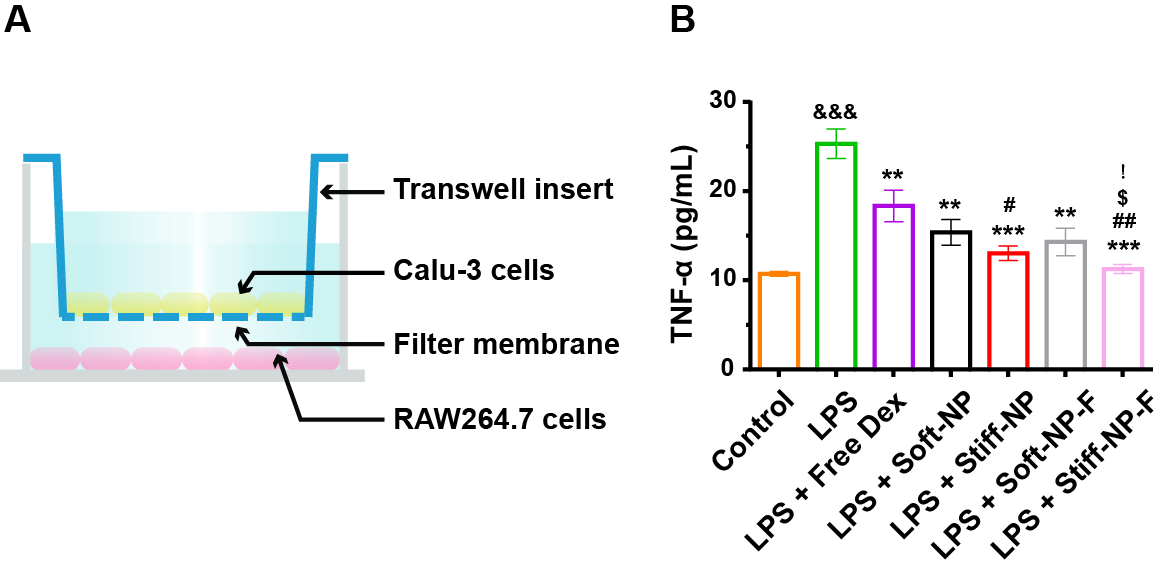 A
Transwell insert
Calu-3 cells
Filter membrane
RAW264.7 cells
B
TNF-α (pg/mL)
30
20
10
0
&&&
**
**
#
***
**
!
$
##
***
Control
LPS
LPS + Free Dex
LPS + Soft-NP
LPS + Stiff-NP
LPS + Soft-NP-F
LPS + Stiff-NP-F